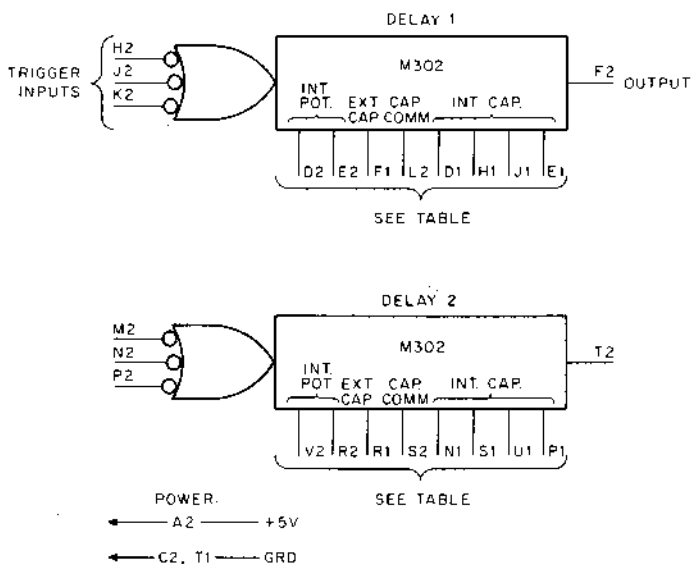 DELAY 1
H2
J2
K2
TRIGGER
INPUTS
M302
F2 OUTPUT
INT
POT.
EXT CAP
CAP COMM
INT. CAP.
D2 E2 F1 L2 D1 H1 J1 E1
SEE TABLE
DELAY 2
M2
N2
P2
M302
T2
INT.
POT
EXT CAP
CAP COMM
INT. CAP.
V2 R2 R1 S2 N1 S1 U1 P1
SEE TABLE
POWER:
A2 +5V
C2, T1 GRD